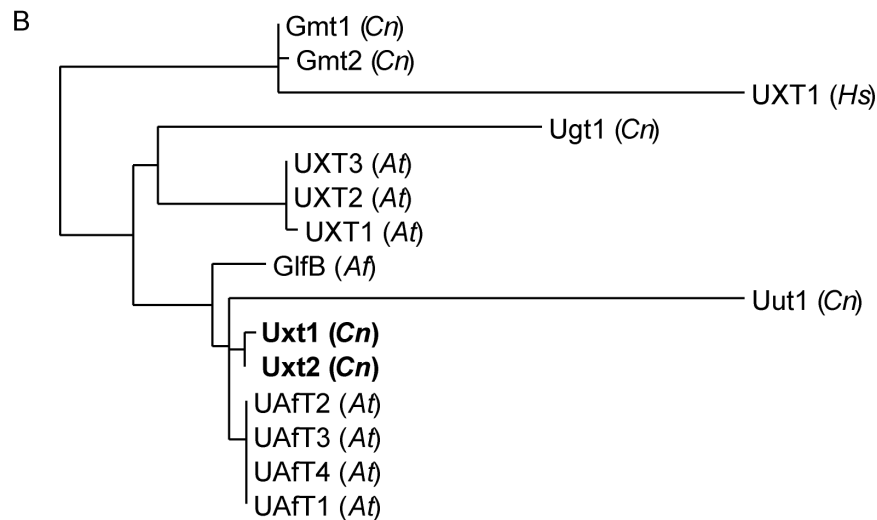 B
Gmt1 (Cn)
Gmt2 (Cn)
UXT1 (Hs)
Ugt1 (Cn)
UXT3 (At)
UXT2 (At)
UXT1 (At)
GlfB (Af)
Uut1 (Cn)
Uxt1 (Cn)
Uxt2 (Cn)
UAfT2 (At)
UAfT3 (At)
UAfT4 (At)
UAfT1 (At)